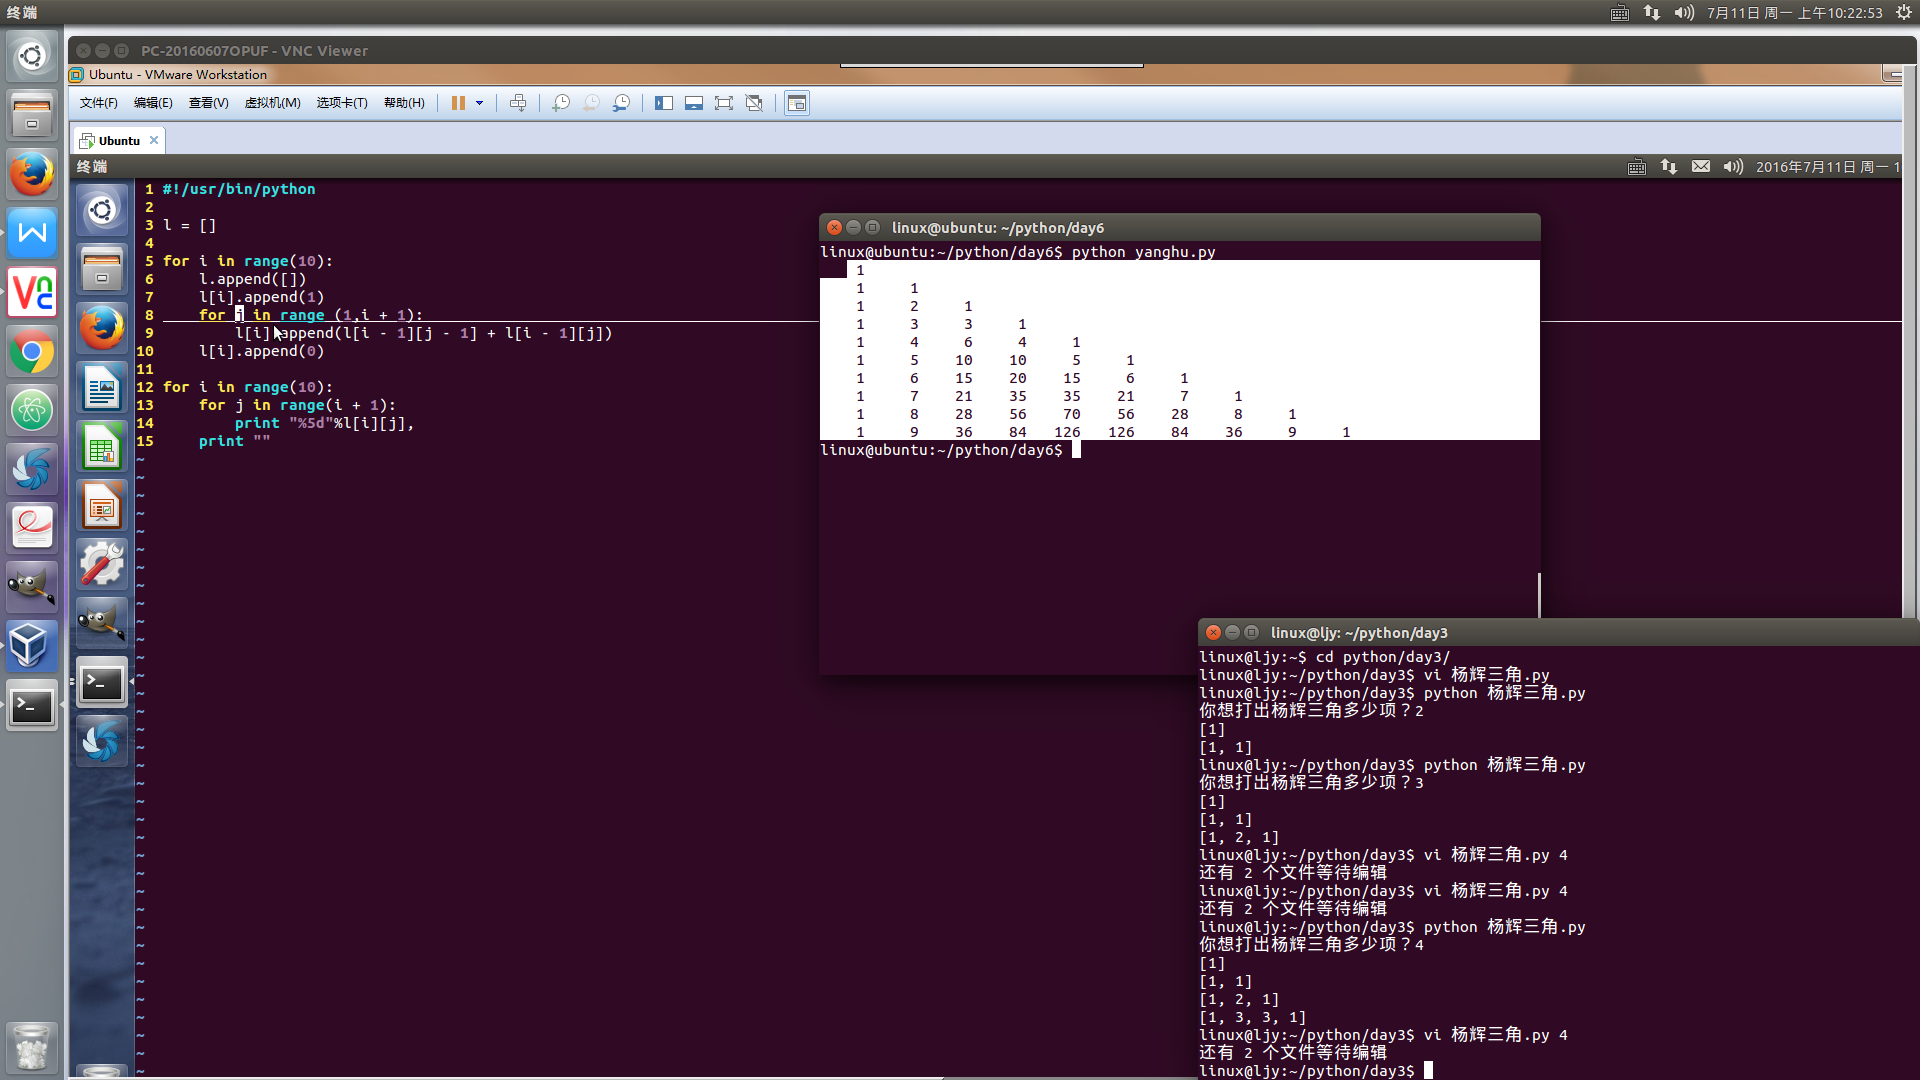 终端
7月11日 周一 上午10:22:53
PC-20160607OPUF - VNC Viewer
Ubuntu - VMware Workstation
文件(F) 编辑(E) 查看(V) 虚拟机(M) 选项卡(T) 帮助(H)
Ubuntu
终端
2016年7月11日 周一 1
1 #!/usr/bin/python
2
3 l = []
4
5 for i in range(10):
6     l.append([])
7     l[i].append(1)
8     for j in range (1,i + 1):
9         l[i].append(l[i - 1][j - 1] + l[i - 1][j])
10     l[i].append(0)
11
12 for i in range(10):
13     for j in range(i + 1):
14         print "%5d"%l[i][j],
15     print ""
linux@ubuntu: ~/python/day6
linux@ubuntu:~/python/day6$ python yanghu.py
1
1 1
1 2 1
1 3 3 1
1 4 6 4 1
1 5 10 10 5 1
1 6 15 20 15 6 1
1 7 21 35 35 21 7 1
1 8 28 56 70 56 28 8 1
1 9 36 84 126 126 84 36 9 1
linux@ubuntu:~/python/day6$
linux@ljy: ~/python/day3
linux@ljy:~$ cd python/day3/
linux@ljy:~/python/day3$ vi 杨辉三角.py
linux@ljy:~/python/day3$ python 杨辉三角.py
你想打出杨辉三角多少项？2
[1]
[1, 1]
linux@ljy:~/python/day3$ python 杨辉三角.py
你想打出杨辉三角多少项？3
[1]
[1, 1]
[1, 2, 1]
linux@ljy:~/python/day3$ vi 杨辉三角.py 4
还有 2 个文件等待编辑
linux@ljy:~/python/day3$ vi 杨辉三角.py 4
还有 2 个文件等待编辑
linux@ljy:~/python/day3$ python 杨辉三角.py
你想打出杨辉三角多少项？4
[1]
[1, 1]
[1, 2, 1]
[1, 3, 3, 1]
linux@ljy:~/python/day3$ vi 杨辉三角.py 4
还有 2 个文件等待编辑
linux@ljy:~/python/day3$